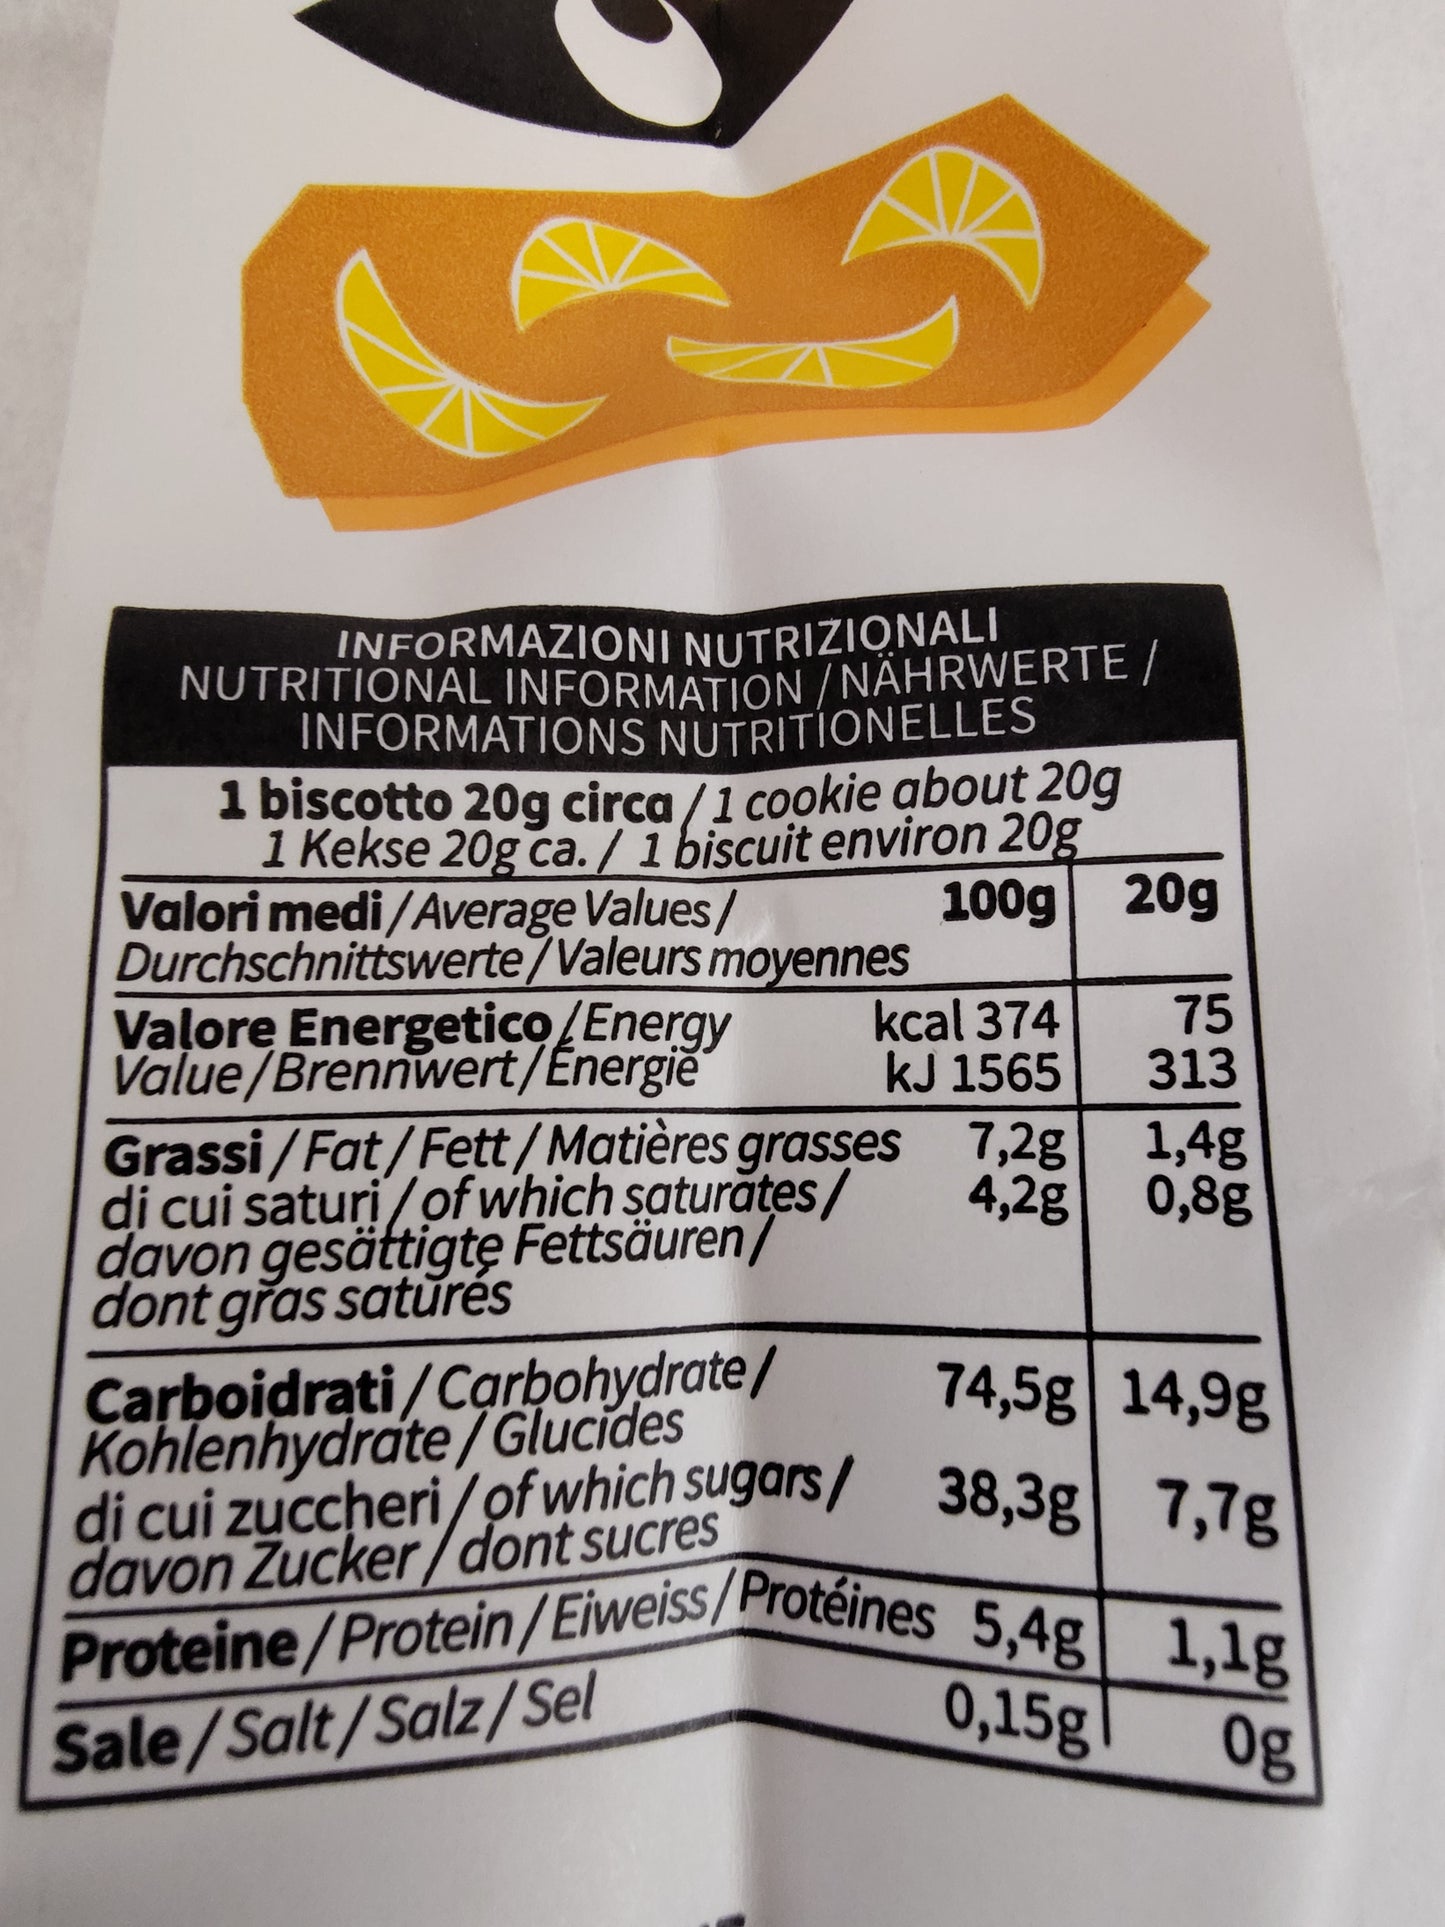 INFORMAZIONI NUTRIZIONALI
NUTRITIONAL INFORMATION / NÄHRWERTE /
INFORMATIONS NUTRITIONELLES
1 biscotto 20g circa / 1 cookie about 20g
1 Kekse 20g ca. / 1 biscuit environ 20g
Valori medi / Average Values / 100g 20g
Durchschnittswerte / Valeurs moyennes
Valore Energetico / Energy kcal 374 75
Value / Brennwert / Énergie kJ 1565 313
Grassi / Fat / Fett / Matières grasses 7,2g 1,4g
di cui saturi / of which saturates / 4,2g 0,8g
davon gesättigte Fettsäuren /
dont gras saturés
Carboidrati / Carbohydrate / 74,5g 14,9g
Kohlenhydrate / Glucides
di cui zuccheri / of which sugars / 38,3g 7,7g
davon Zucker / dont sucres
Proteine / Protein / Eiweiss / Protéines 5,4g 1,1g
Sale / Salt / Salz / Sel 0,15g 0g